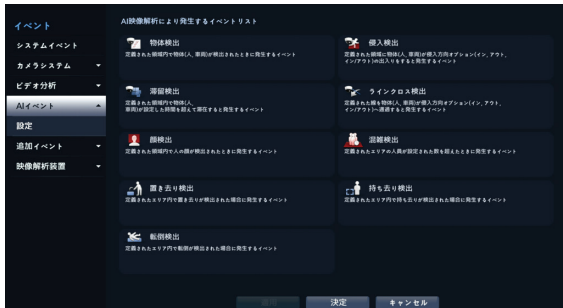 イベント
システムイベント
カメラシステム
ビデオ分析
AIイベント
設定
追加イベント
映像解析装置
AI映像解析により発生するイベントリスト
物体検出
定義された領域内で物体(人, 車両)が検出されたときに発生するイベント
侵入検出
定義された領域に物体(人, 車両)が侵入方向オプション(イン, アウト,
イン/アウト)の出入りをすると発生するイベント
滞留検出
定義された領域内で物体(人,
車両)が設定した時間を超えて滞在すると発生するイベント
ラインクロス検出
定義された線を物体(人, 車両)が侵入方向オプション(イン, アウト,
イン/アウト)へ通過すると発生するイベント
顔検出
定義された領域内で人の顔が検出されたときに発生するイベント
混雑検出
定義されたエリアの人員が設定された数を超えたときに発生するイベント
置き去り検出
定義されたエリア内で置き去りが検出された場合に発生するイベント
持ち去り検出
定義されたエリア内で持ち去りが検出された場合に発生するイベント
転倒検出
定義されたエリア内で転倒が検出された場合に発生するイベント
決定
キャンセル